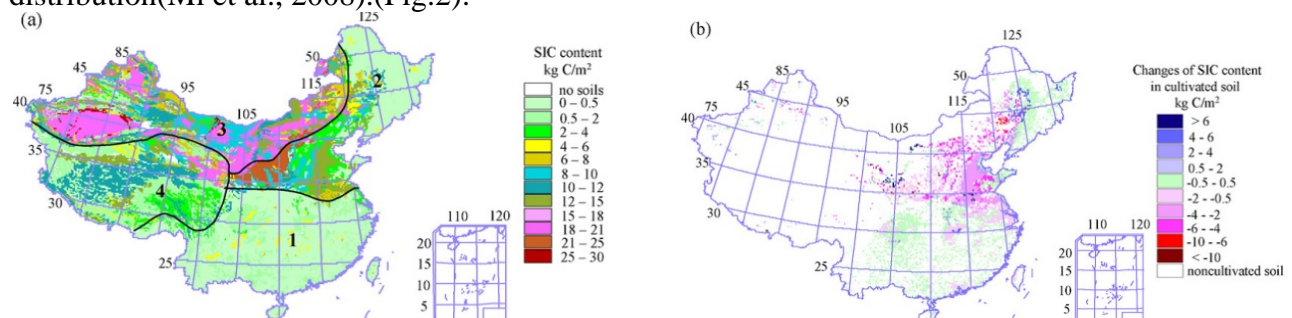 distribution(Mi et al., 2008).(Fig.2).
(a)
125
85
50
45
115
2
75
95
40
105
3
35
4
30
1
25
110 120
20
15
10
5
SIC content
kg C/m²
no soils
0 – 0.5
0.5 – 2
2 – 4
4 – 6
6 – 8
8 – 10
10 – 12
12 – 15
15 – 18
18 – 21
21 – 25
25 – 30
(b)
125
50
85
115
45
75
95
40
105
35
30
25
110 120
20
15
10
5
Changes of SIC content
in cultivated soil
kg C/m²
> 6
4 - 6
2 - 4
0.5 - 2
-0.5 - 0.5
-2 - -0.5
-4 - -2
-6 - -4
-10 - -6
< -10
noncultivated soil